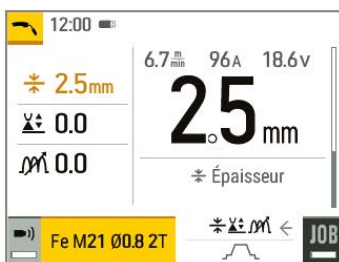 12:00
6.7 m/min 96A 18.6V
2.5mm
0.0
0.0
2.5 mm
Épaisseur
Fe M21 Ø0.8 2T
JOB